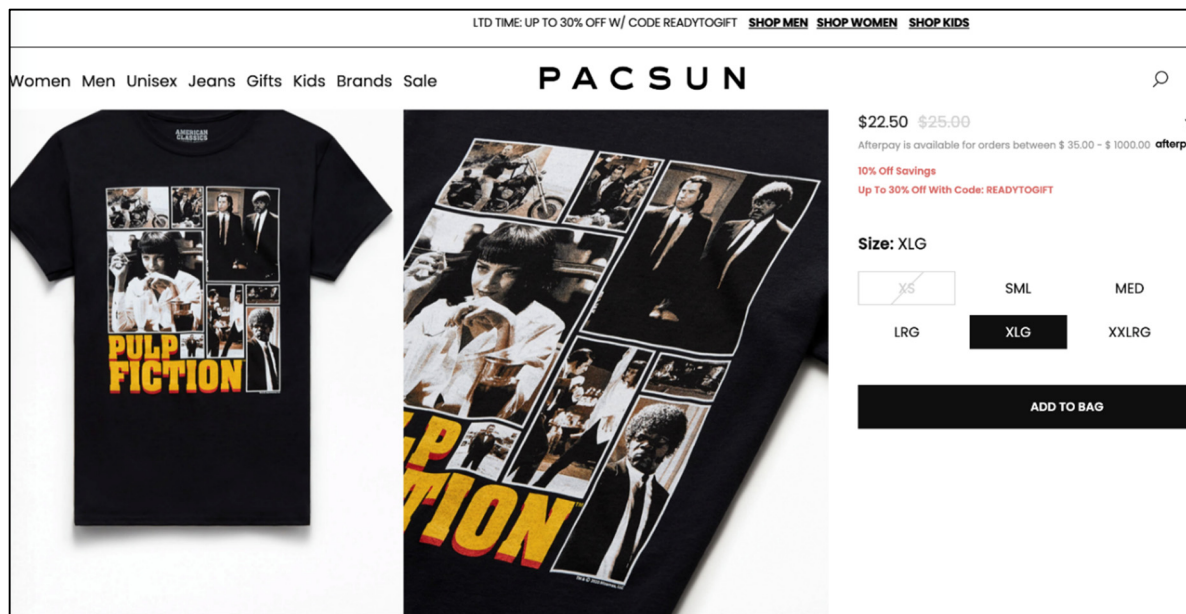 LTD TIME: UP TO 30% OFF W/ CODE READYTOGIFT SHOP MEN SHOP WOMEN SHOP KIDS
Women Men Unisex Jeans Gifts Kids Brands Sale
PACSUN
AMERICAN
CLASSICS
PULP
FICTION
LP
TION™
$22.50 $25.00
Afterpay is available for orders between $ 35.00 - $ 1000.00 afterp
10% Off Savings
Up To 30% Off With Code: READYTOGIFT
Size: XLG
XS SML MED
LRG XLG XXLRG
ADD TO BAG